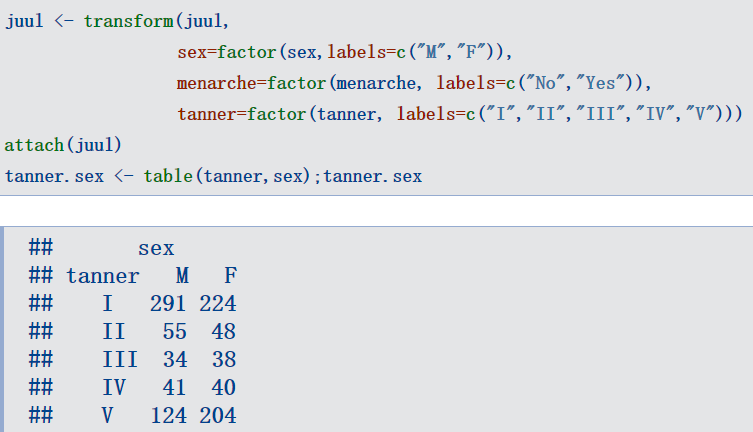 juul <- transform(juul,
sex=factor(sex,labels=c("M","F")),
menarche=factor(menarche, labels=c("No","Yes")),
tanner=factor(tanner, labels=c("I","II","III","IV","V")))
attach(juul)
tanner.sex <- table(tanner,sex);tanner.sex
## sex
## tanner M F
## I 291 224
## II 55 48
## III 34 38
## IV 41 40
## V 124 204